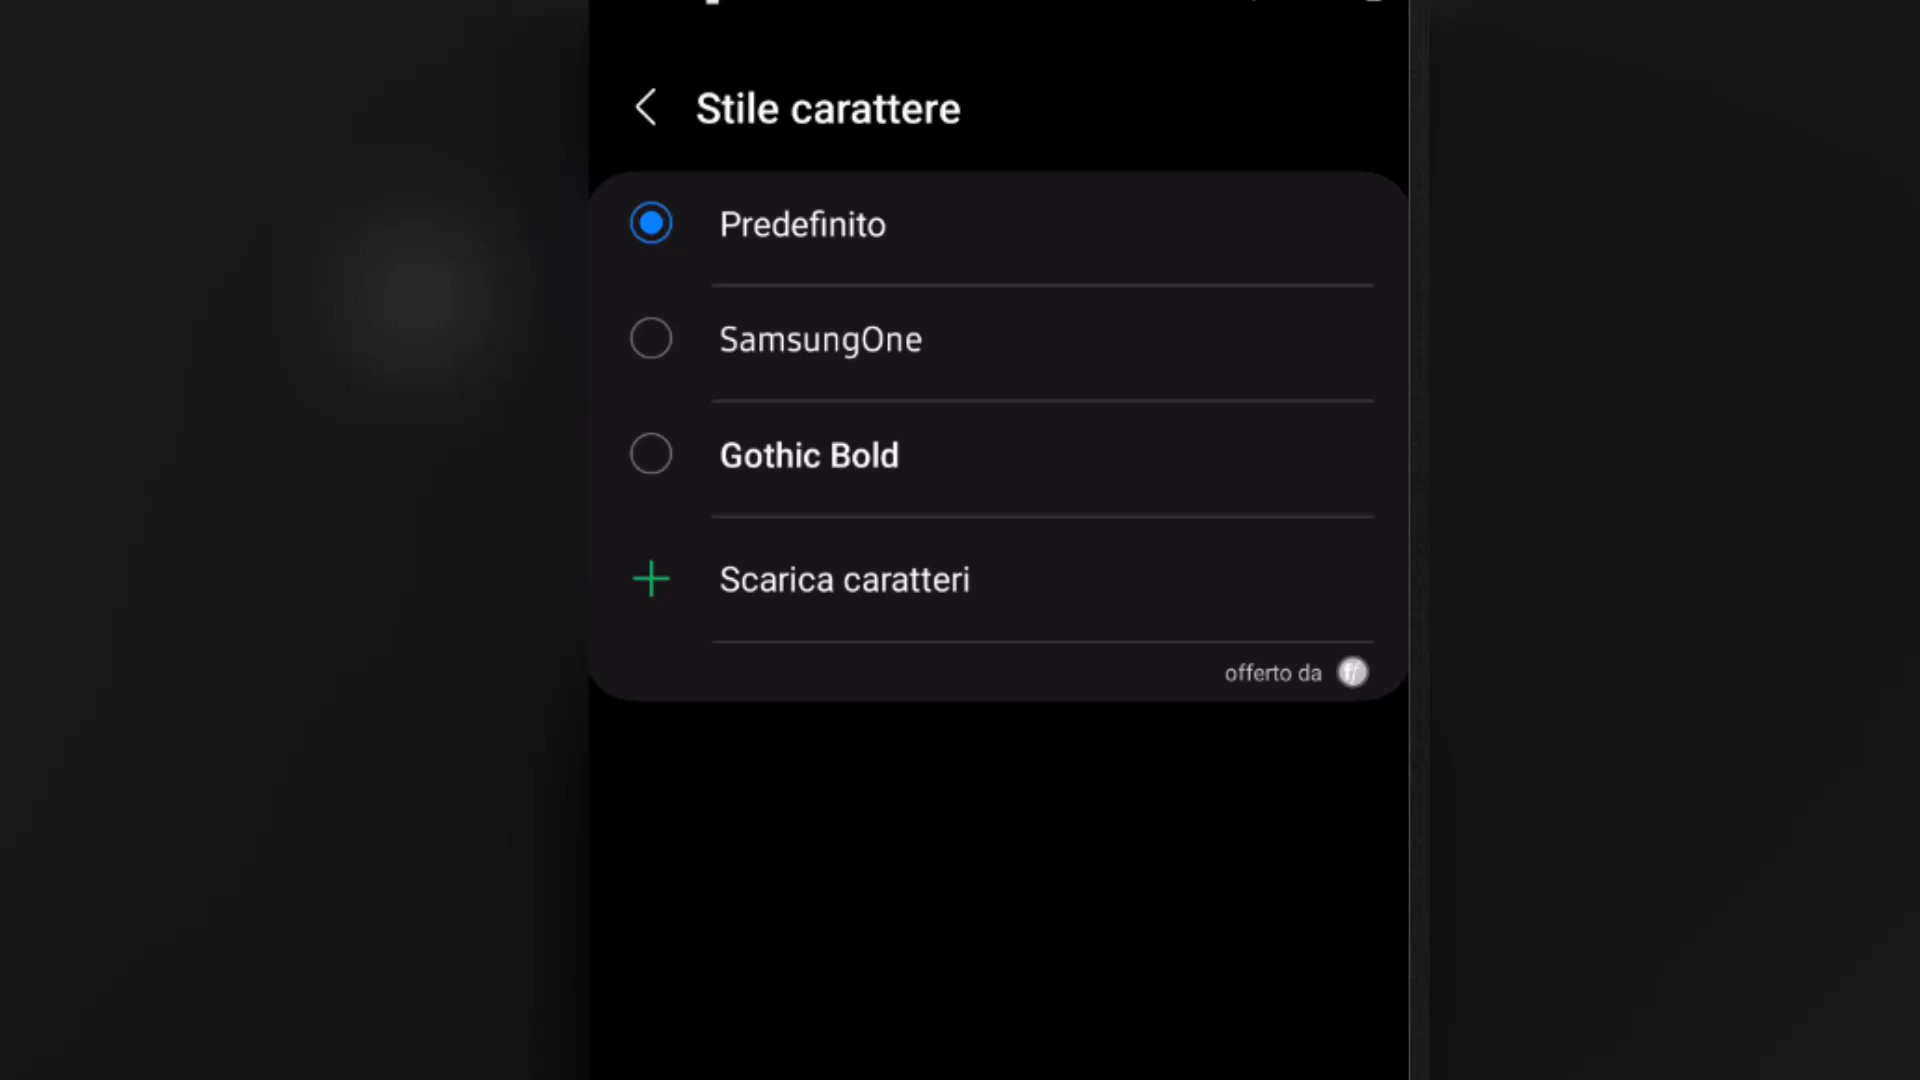 Stile carattere
Predefinito
SamsungOne
Gothic Bold
Scarica caratteri
offerto da